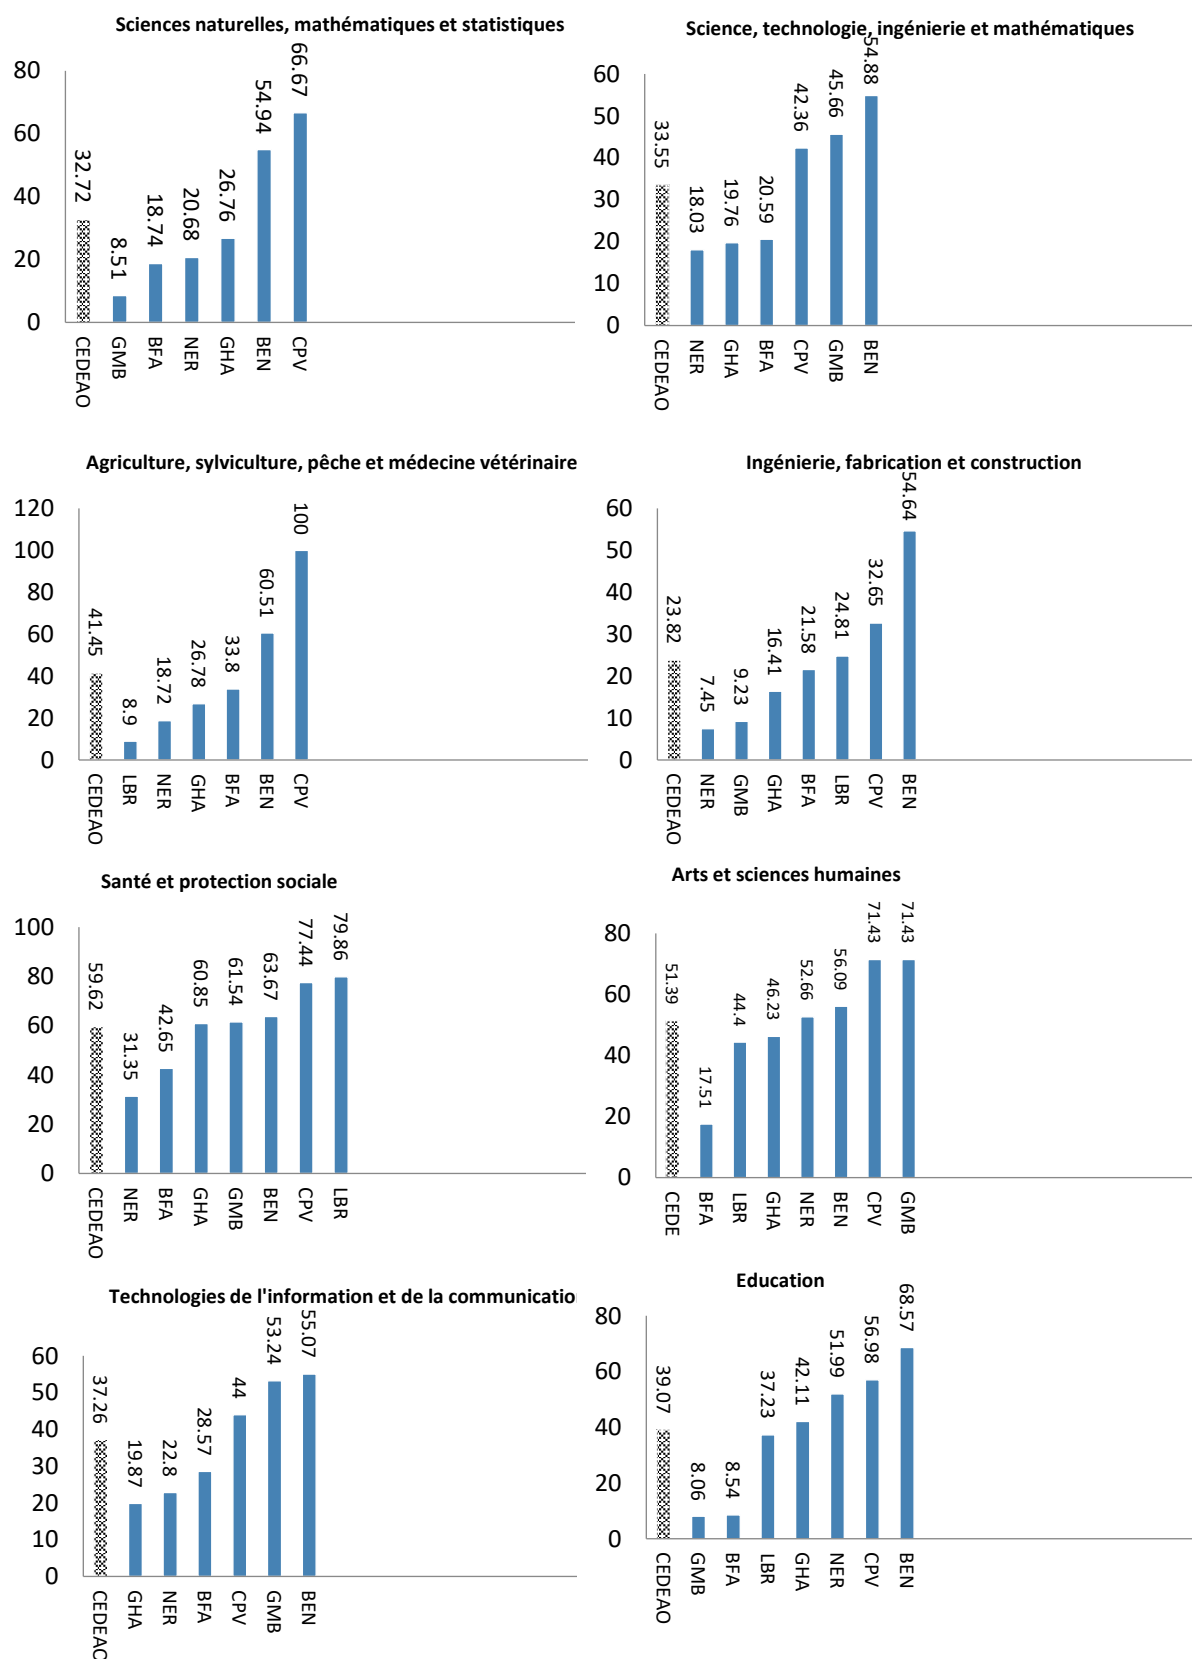 Sciences naturelles, mathématiques et statistiques
80
60
40
20
0
32.72
8.51
18.74
20.68
26.76
54.94
66.67
CEDEAO
GMB
BFA
NER
GHA
BEN
CPV
Science, technologie, ingénierie et mathématiques
60
50
40
30
20
10
0
33.55
18.03
19.76
20.59
42.36
45.66
54.88
CEDEAO
NER
GHA
BFA
CPV
GMB
BEN
Agriculture, sylviculture, pêche et médecine vétérinaire
120
100
80
60
40
20
0
41.45
8.9
18.72
26.78
33.8
60.51
100
CEDEAO
LBR
NER
GHA
BFA
BEN
CPV
Ingénierie, fabrication et construction
60
50
40
30
20
10
0
23.82
7.45
9.23
16.41
21.58
24.81
32.65
54.64
CEDEAO
NER
GMB
GHA
BFA
LBR
CPV
BEN
Santé et protection sociale
100
80
60
40
20
0
59.62
31.35
42.65
60.85
61.54
63.67
77.44
79.86
CEDEAO
NER
BFA
GHA
GMB
BEN
CPV
LBR
Arts et sciences humaines
80
60
40
20
0
51.39
17.51
44.4
46.23
52.66
56.09
71.43
71.43
CEDE
BFA
LBR
GHA
NER
BEN
CPV
GMB
Technologies de l'information et de la communicatio
60
50
40
30
20
10
0
37.26
19.87
22.8
28.57
44
53.24
55.07
CEDEAC
GHA
NER
BFA
CPV
GMB
BEN
Education
80
60
40
20
0
39.07
8.06
8.54
37.23
42.11
51.99
56.98
68.57
CEDEAO
GMB
BFA
LBR
GHA
NER
CPV
BEN